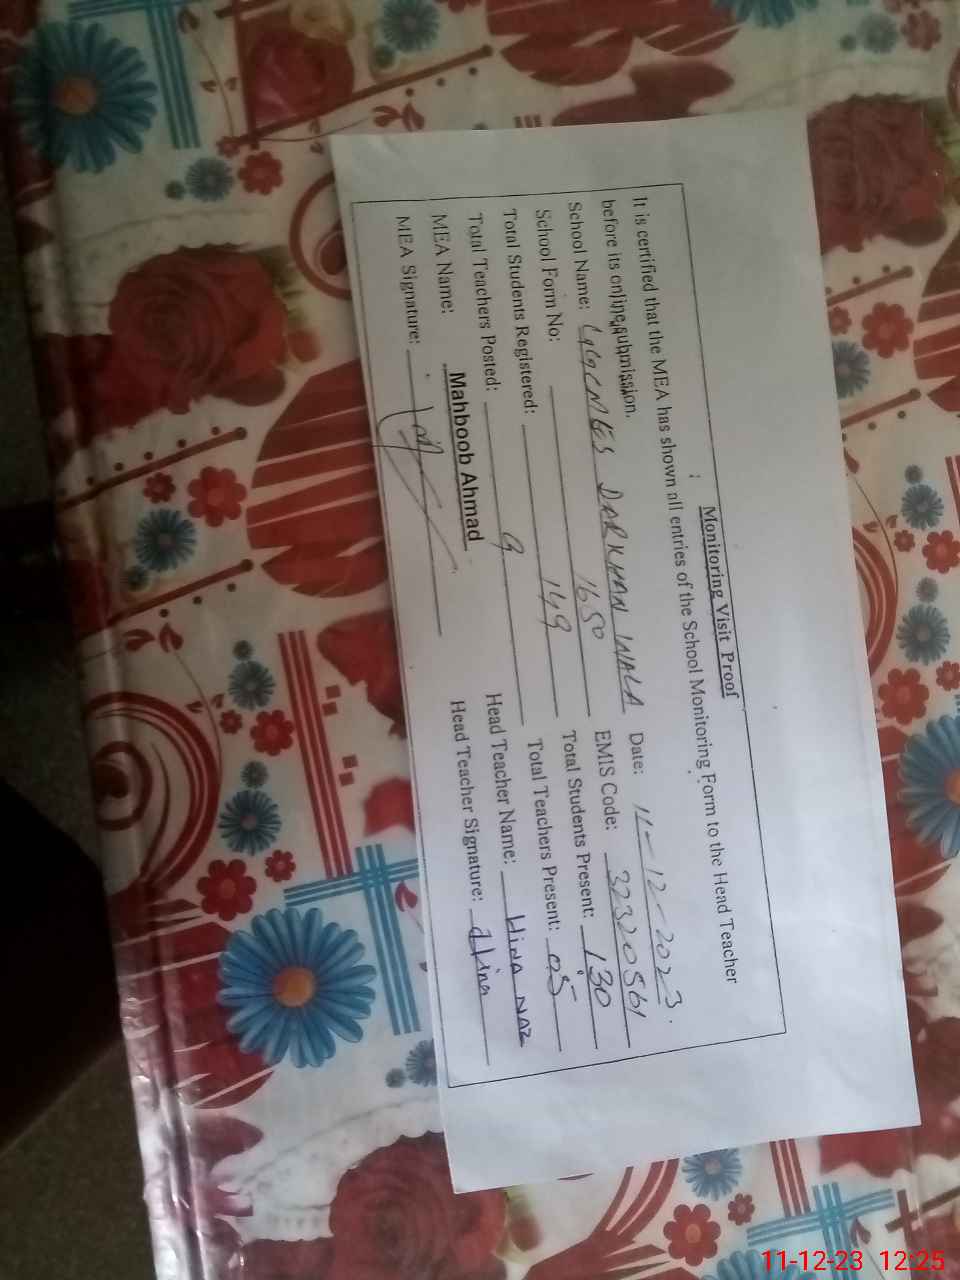 Monitoring Visit Proof
It is certified that the MEA has shown all entries of the School Monitoring Form to the Head Teacher
before its online submission.
School Name: DARKHAN WALA Date: 11-12-2023.
School Form No: 1650 EMIS Code: 32320561
Total Students Registered: 149 Total Students Present: 130
Total Teachers Posted: 9 Total Teachers Present: 05
MEA Name: Mahboob Ahmad Head Teacher Name: HINA NAZ
MEA Signature: Head Teacher Signature: Hina
11-12-23 12:25